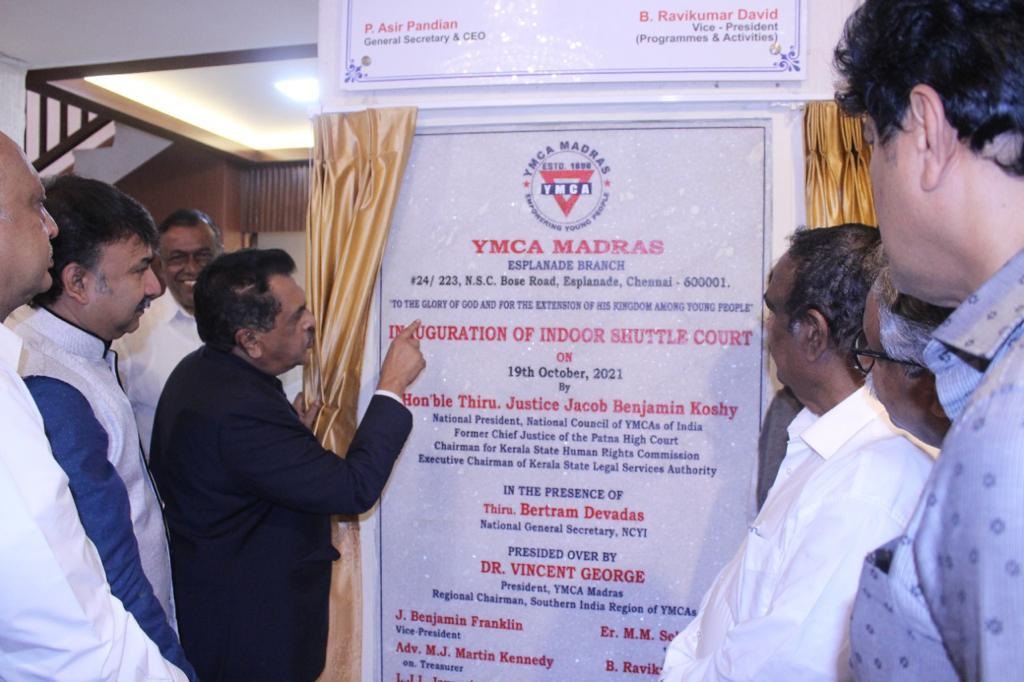 P. Asir Pandian
General Secretary & CEO
B. Ravikumar David
Vice - President
(Programmes & Activities)
YMCA MADRAS
ESTD. 1890
YMCA
EMPOWERING YOUNG PEOPLE
YMCA MADRAS
ESPLANADE BRANCH
#24/ 223, N.S.C. Bose Road, Esplanade, Chennai - 600001.
"TO THE GLORY OF GOD AND FOR THE EXTENSION OF HIS KINGDOM AMONG YOUNG PEOPLE"
INAUGURATION OF INDOOR SHUTTLE COURT
ON
19th October, 2021
By
Hon'ble Thiru. Justice Jacob Benjamin Koshy
National President, National Council of YMCAs of India
Former Chief Justice of the Patna High Court
Chairman for Kerala State Human Rights Commission
Executive Chairman of Kerala State Legal Services Authority
IN THE PRESENCE OF
Thiru. Bertram Devadas
National General Secretary, NCYI
PRESIDED OVER BY
DR. VINCENT GEORGE
President, YMCA Madras
Regional Chairman, Southern India Region of YMCAs
J. Benjamin Franklin
Vice-President
Er. M.M.
Adv. M.J. Martin Kennedy
on. Treasurer
B.